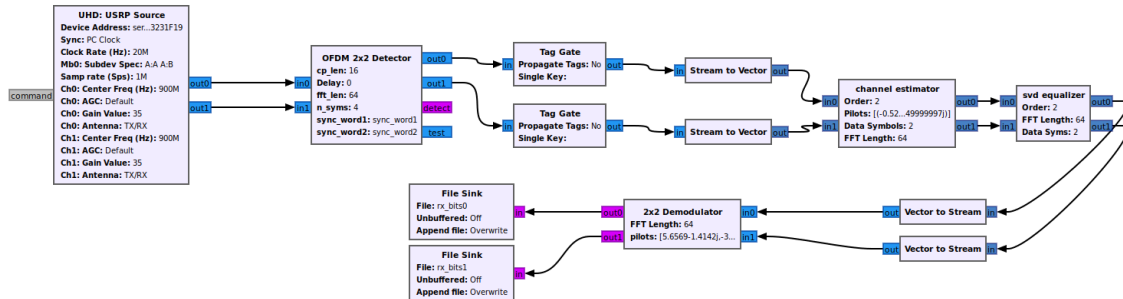 UHD: USRP Source
Device Address: ser...3231F19
Sync: PC Clock
Clock Rate (Hz): 20M
Mb0: Subdev Spec: A:A A:B
Samp rate (Sps): 1M
Ch0: Center Freq (Hz): 900M
Ch0: AGC: Default
Ch0: Gain Value: 35
Ch0: Antenna: TX/RX
Ch1: Center Freq (Hz): 900M
Ch1: AGC: Default
Ch1: Gain Value: 35
Ch1: Antenna: TX/RX
command
out0
out1
OFDM 2x2 Detector
cp_len: 16
Delay: 0
fft_len: 64
n_syms: 4
sync_word1: sync_word1
sync_word2: sync_word2
in0
in1
out0
out1
detect
test
Tag Gate
Propagate Tags: No
Single Key:
in
out
Tag Gate
Propagate Tags: No
Single Key:
in
out
in
Stream to Vector
out
in
Stream to Vector
out
channel estimator
Order: 2
Pilots: [(-0.52...49999997j)]
Data Symbols: 2
FFT Length: 64
in0
in1
out0
out1
svd equalizer
Order: 2
FFT Length: 64
Data Syms: 2
in0
in1
out0
out1
File Sink
File: rx_bits0
Unbuffered: Off
Append file: Overwrite
in
File Sink
File: rx_bits1
Unbuffered: Off
Append file: Overwrite
in
2x2 Demodulator
FFT Length: 64
pilots: [5.6569-1.4142j,-3...
out0
out1
in0
in1
out
Vector to Stream
in
out
Vector to Stream
in